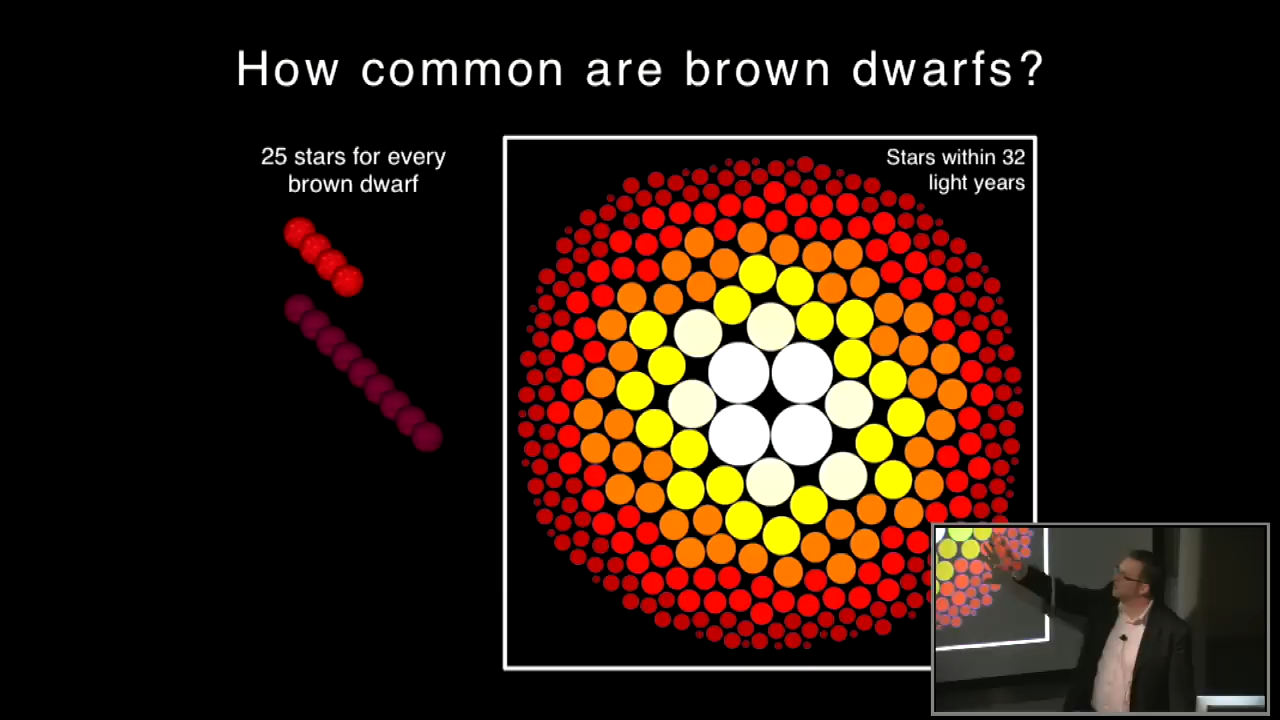 How common are brown dwarfs?
25 stars for every
brown dwarf
Stars within 32
light years